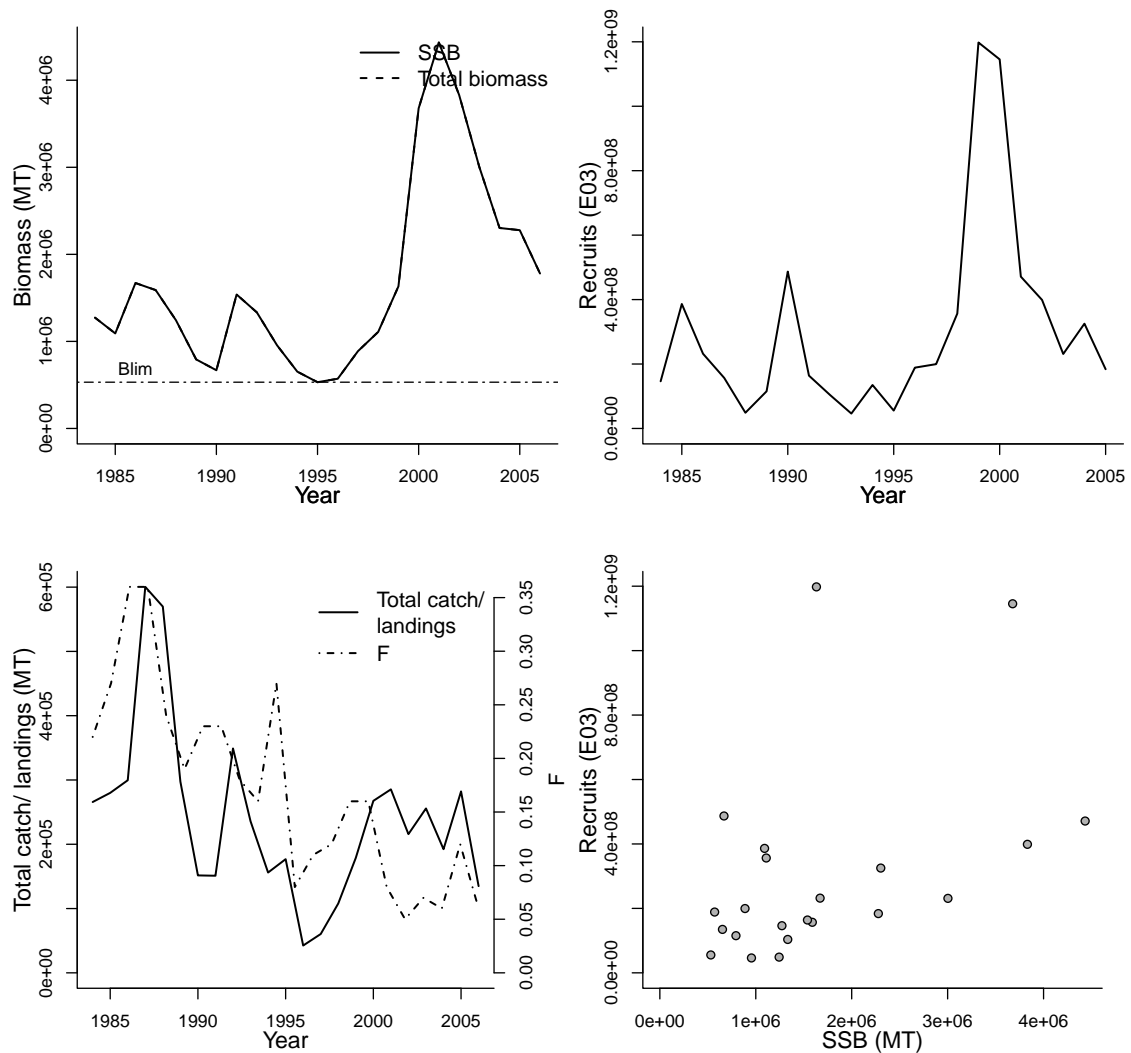 SSB
Total biomass
Blim
0e+00
1e+06
2e+06
3e+06
4e+06
Biomass (MT)
1985
1990
1995
2000
2005
Year
0.0e+00
4.0e+08
8.0e+08
1.2e+09
Recruits (E03)
1985
1990
1995
2000
2005
Year
Total catch/
landings
F
0e+00
2e+05
4e+05
6e+05
Total catch/ landings (MT)
0.00
0.05
0.10
0.15
0.20
0.25
0.30
0.35
F
1985
1990
1995
2000
2005
Year
0.0e+00
4.0e+08
8.0e+08
1.2e+09
Recruits (E03)
0e+00
1e+06
2e+06
3e+06
4e+06
SSB (MT)